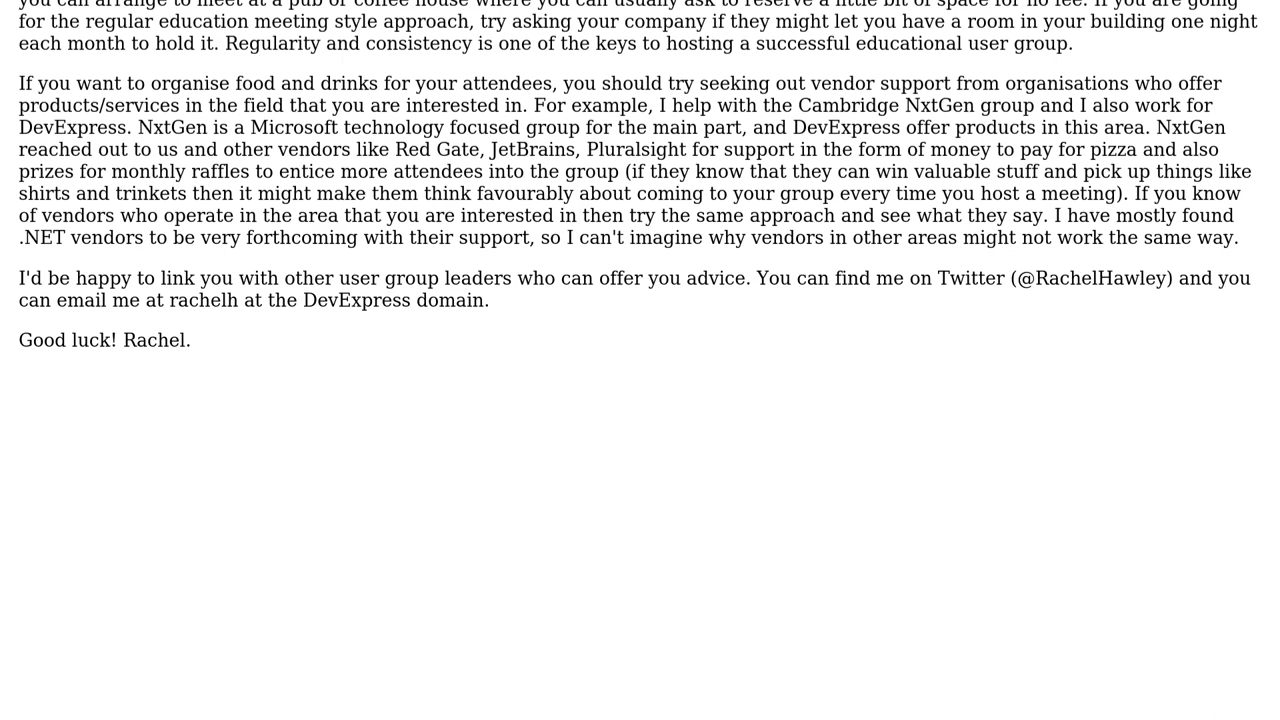 you can arrange to meet at a pub or coffee house where you can usually ask to reserve a little bit of space for no fee. If you are going
for the regular education meeting style approach, try asking your company if they might let you have a room in your building one night
each month to hold it. Regularity and consistency is one of the keys to hosting a successful educational user group.
If you want to organise food and drinks for your attendees, you should try seeking out vendor support from organisations who offer
products/services in the field that you are interested in. For example, I help with the Cambridge NxtGen group and I also work for
DevExpress. NxtGen is a Microsoft technology focused group for the main part, and DevExpress offer products in this area. NxtGen
reached out to us and other vendors like Red Gate, JetBrains, Pluralsight for support in the form of money to pay for pizza and also
prizes for monthly raffles to entice more attendees into the group (if they know that they can win valuable stuff and pick up things like
shirts and trinkets then it might make them think favourably about coming to your group every time you host a meeting). If you know
of vendors who operate in the area that you are interested in then try the same approach and see what they say. I have mostly found
.NET vendors to be very forthcoming with their support, so I can't imagine why vendors in other areas might not work the same way.
I'd be happy to link you with other user group leaders who can offer you advice. You can find me on Twitter (@RachelHawley) and you
can email me at rachelh at the DevExpress domain.
Good luck! Rachel.